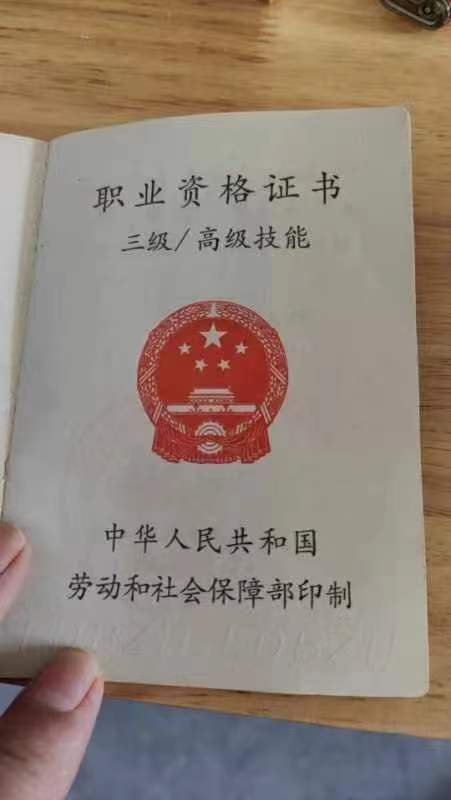 职业资格证书
三级/高级技能
中华人民共和国
劳动和社会保障部印制